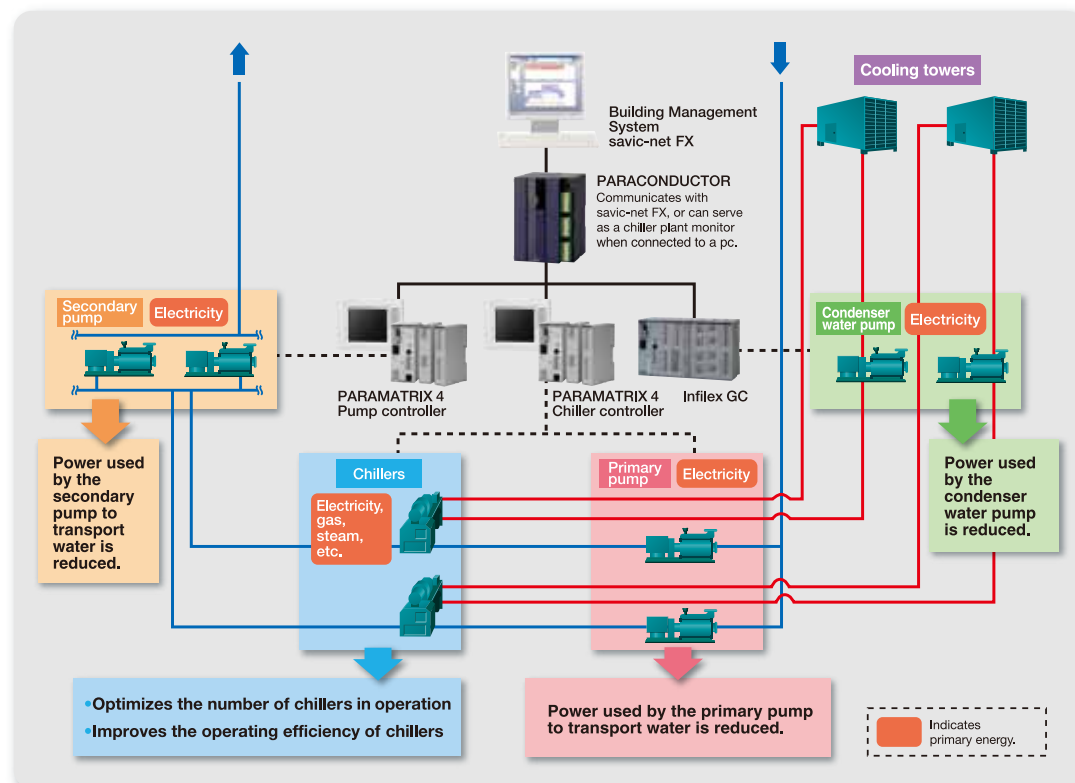 Cooling towers
Building Management
System
savic-net FX
PARACONDUCTOR
Communicates with
savic-net FX, or can serve
as a chiller plant monitor
when connected to a pc.
Secondary
pump
Electricity
Condenser
water pump
Electricity
PARAMATRIX 4
Pump controller
PARAMATRIX 4
Chiller controller
Infilex GC
Power used
by the
secondary
pump to
transport
water is
reduced.
Chillers
Electricity,
gas,
steam,
etc.
Primary
pump
Electricity
Power used
by the
condenser
water pump
is reduced.
•Optimizes the number of chillers in operation
•Improves the operating efficiency of chillers
Power used by the primary pump
to transport water is reduced.
Indicates
primary energy.